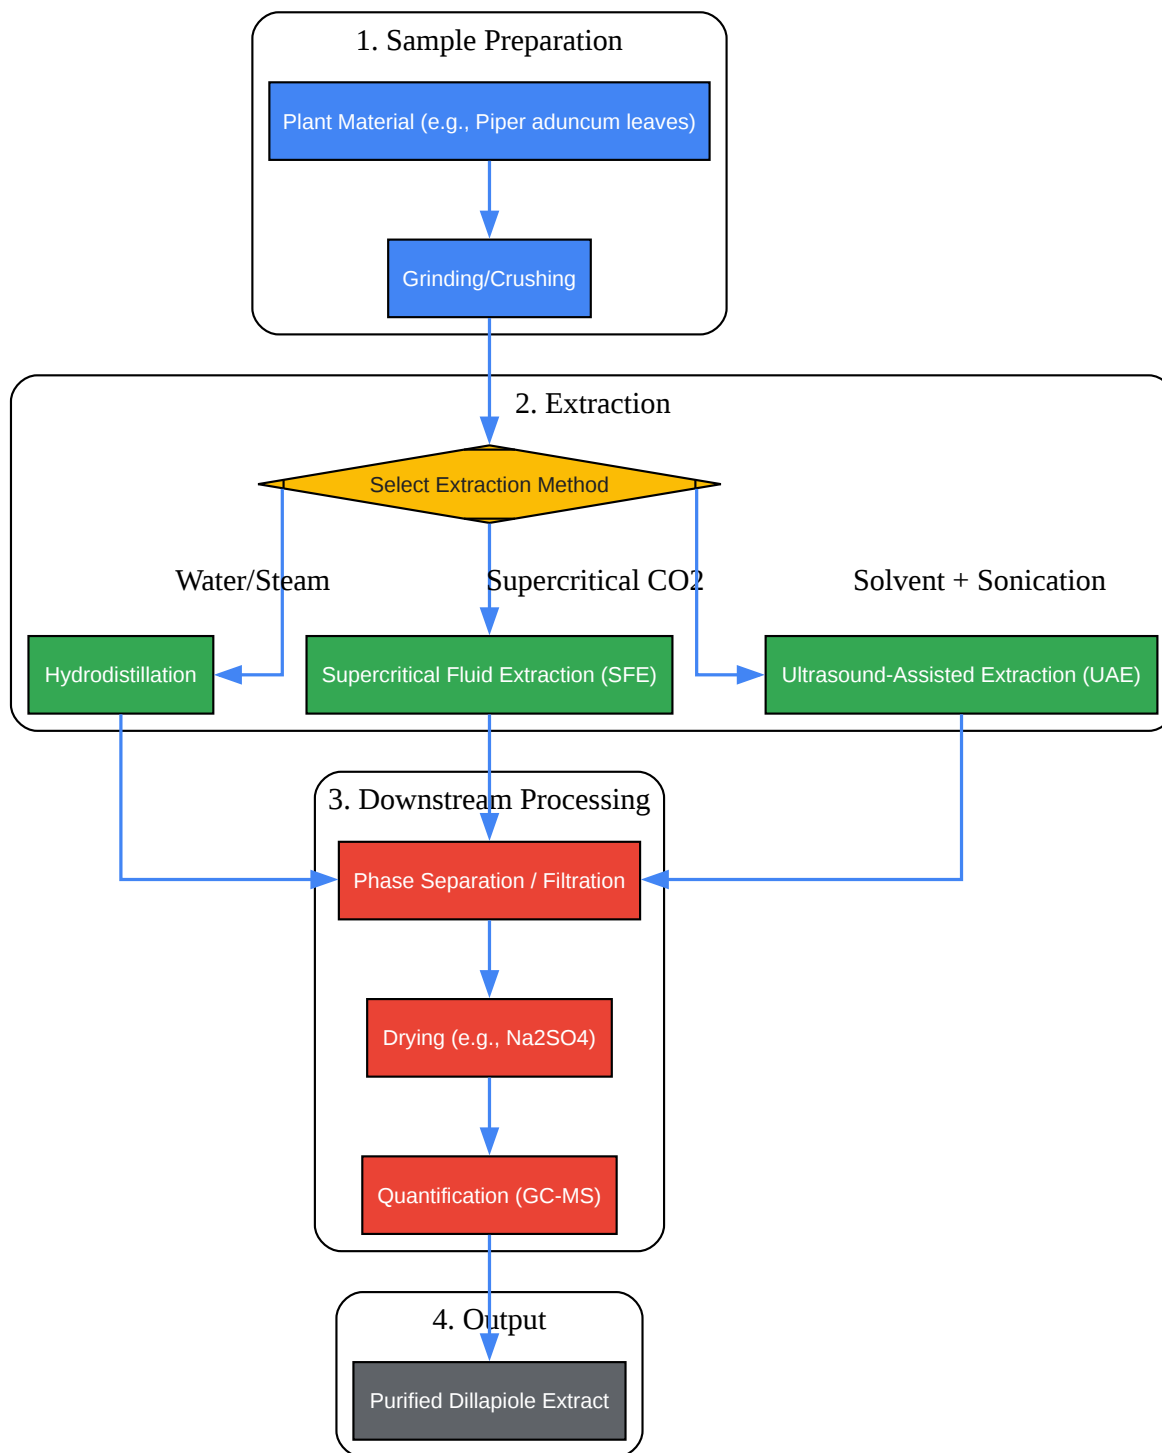 1. Sample Preparation
Plant Material (e.g., Piper aduncum leaves)
Grinding/Crushing
2. Extraction
Select Extraction Method
Water/Steam
Supercritical CO2
Solvent + Sonication
Hydrodistillation
Supercritical Fluid Extraction (SFE)
Ultrasound-Assisted Extraction (UAE)
3. Downstream Processing
Phase Separation / Filtration
Drying (e.g., Na2SO4)
Quantification (GC-MS)
4. Output
Purified Dillapiole Extract